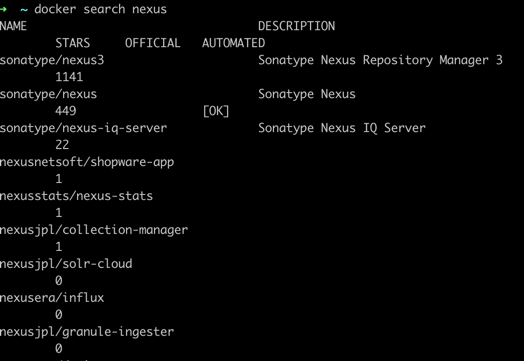 → ~ docker search nexus
NAME DESCRIPTION
STARS OFFICIAL AUTOMATED
sonatype/nexus3 Sonatype Nexus Repository Manager 3
1141
sonatype/nexus Sonatype Nexus
449 [OK]
sonatype/nexus-iq-server Sonatype Nexus IQ Server
22
nexusnetsoft/shopware-app
1
nexusstats/nexus-stats
1
nexusjpl/collection-manager
1
nexusjpl/solr-cloud
0
nexusera/influx
0
nexusjpl/granule-ingester
0